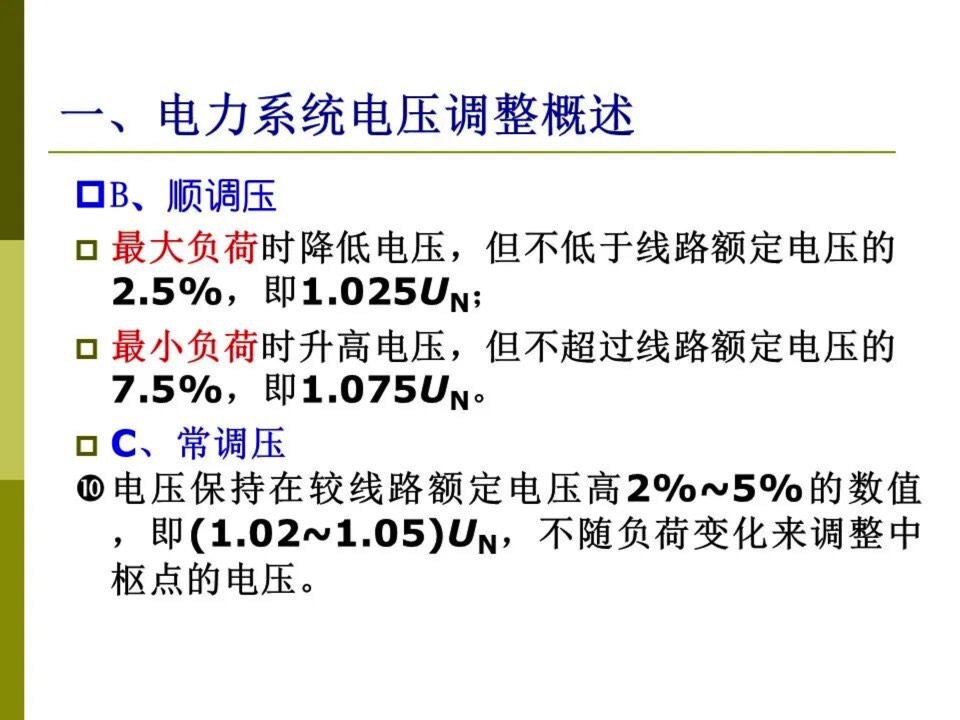 一、电力系统电压调整概述
B、顺调压
最大负荷时降低电压，但不低于线路额定电压的
2.5%，即1.025UN；
最小负荷时升高电压，但不超过线路额定电压的
7.5%，即1.075UN。
C、常调压
❿电压保持在较线路额定电压高2%~5%的数值
，即(1.02~1.05)UN，不随负荷变化来调整中
枢点的电压。